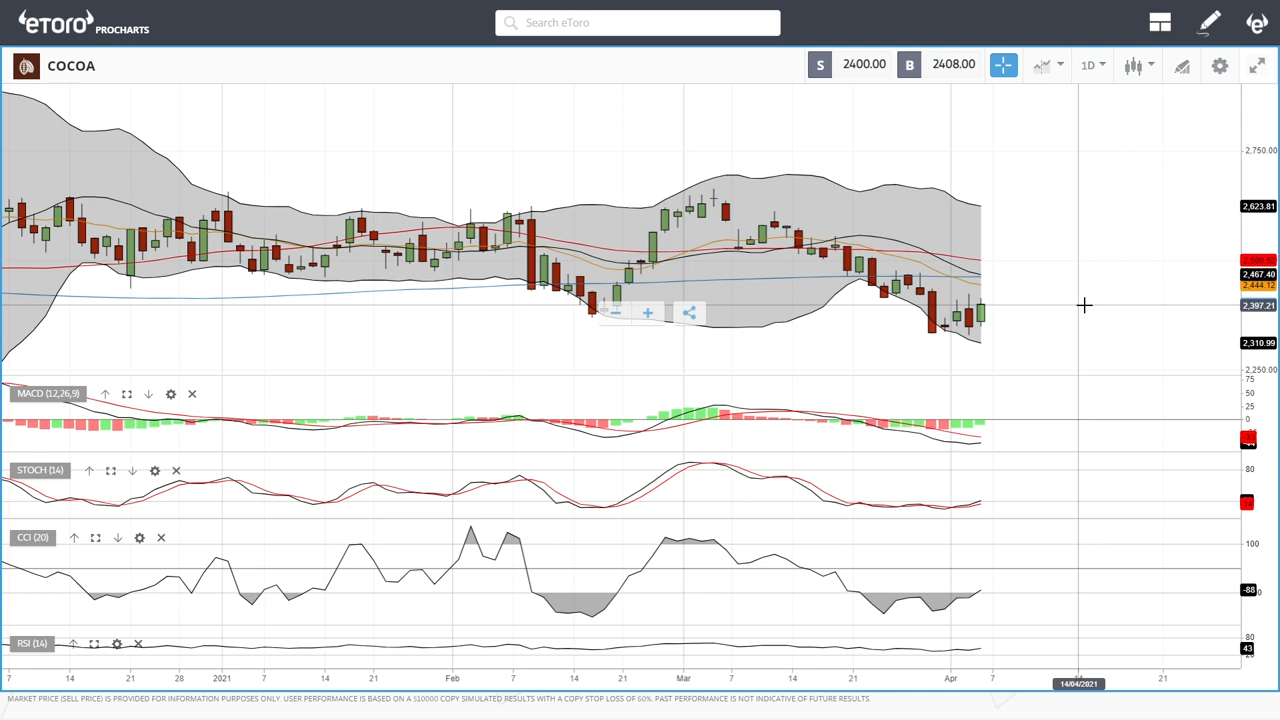 eTORO PROCHARTS
Search eToro
COCOA
S 2400.00 B 2408.00
1D
2,750.00
2,623.81
2,467.40
2,444.12
2,397.21
2,310.99
2,250.00
MACD (12,26,9)
75
50
25
0
STOCH (14)
80
CCI (20)
100
-88
RSI (14)
80
43
7 14 21 28 2021 7 14 21 Feb 7 14 21 Mar 7 14 21 Apr 7 21
14/04/2021
MARKET PRICE (SELL PRICE) IS PROVIDED FOR INFORMATION PURPOSES ONLY. USER PERFORMANCE IS BASED ON A $10000 COPY SIMULATED RESULTS WITH A COPY STOP LOSS OF 60%. PAST PERFORMANCE IS NOT INDICATIVE OF FUTURE RESULTS.